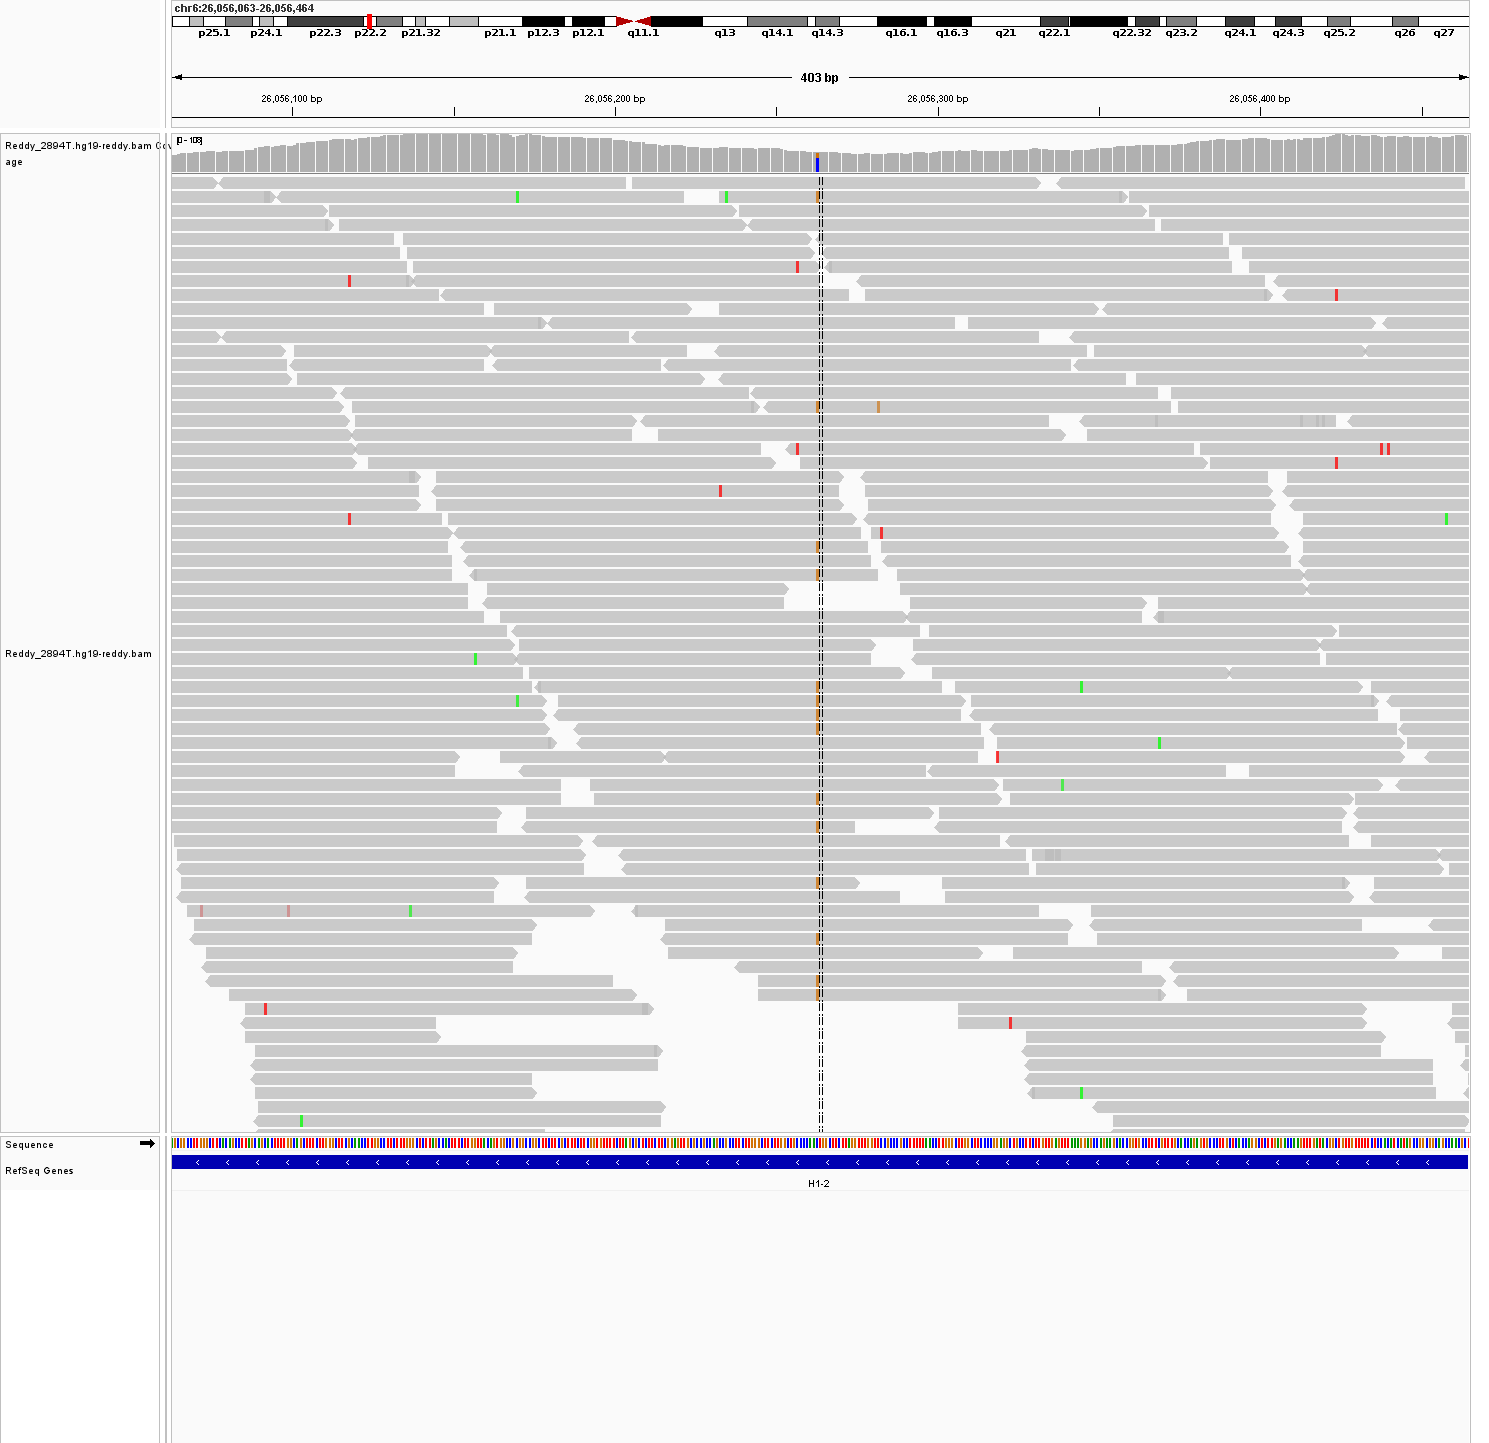 chr6:26,056,063-26,056,464
p25.1 p24.1 p22.3 p22.2 p21.32 p21.1 p12.3 p12.1 q11.1 q13 q14.1 q14.3 q16.1 q16.3 q21 q22.1 q22.32 q23.2 q24.1 q24.3 q25.2 q26 q27
403 bp
26,056,100 bp 26,056,200 bp 26,056,300 bp 26,056,400 bp
[0 - 108]
Reddy_2894T.hg19-reddy.bam Cov
age
Reddy_2894T.hg19-reddy.bam
Sequence
RefSeq Genes
H1-2